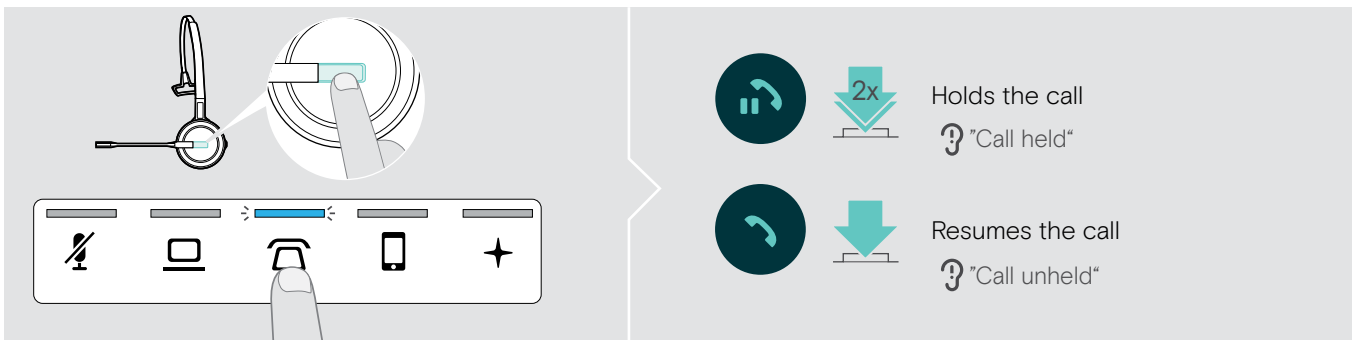 2x
Holds the call
”Call held“
Resumes the call
”Call unheld“